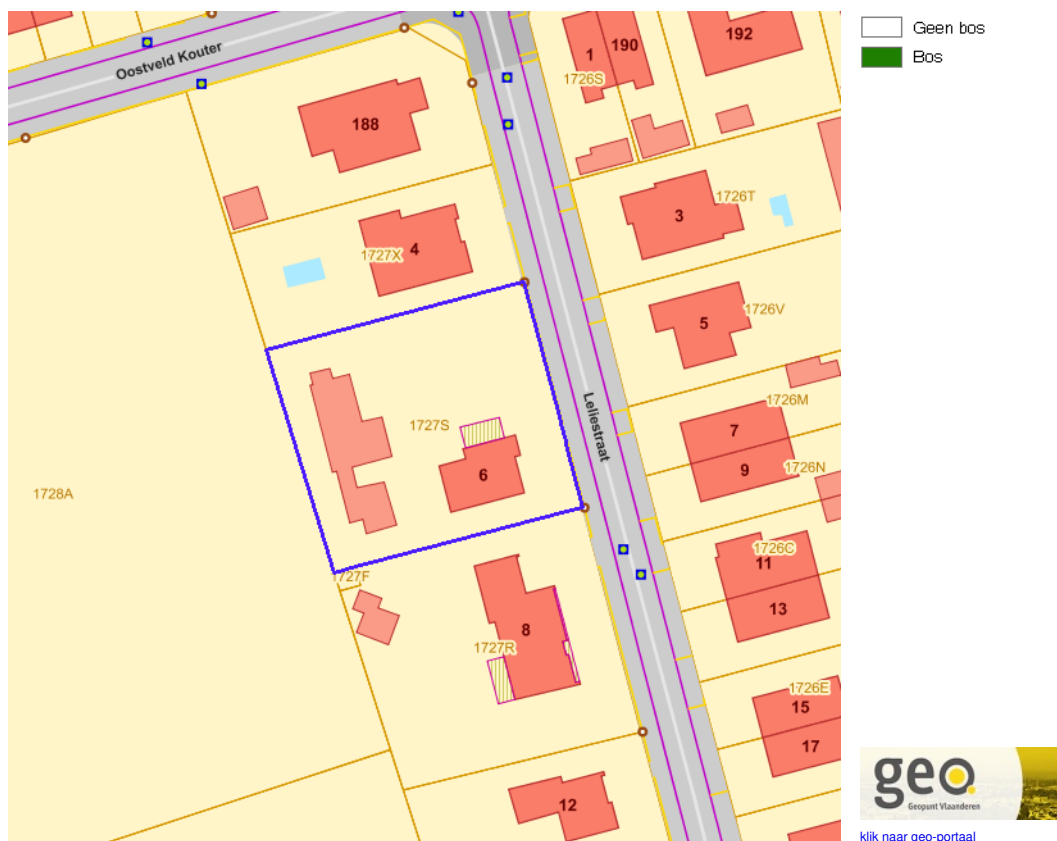 Oostveld Kouter
188
1
190
192
1726S
Geen bos
Bos
3
1726T
4
1727X
5
1726V
Leliestraat
1726M
7
9
1726N
1727S
6
1728A
1726C
11
13
1727F
8
1727R
1726E
15
17
12
geo
Geopunt Vlaanderen
klik naar geo-portaal